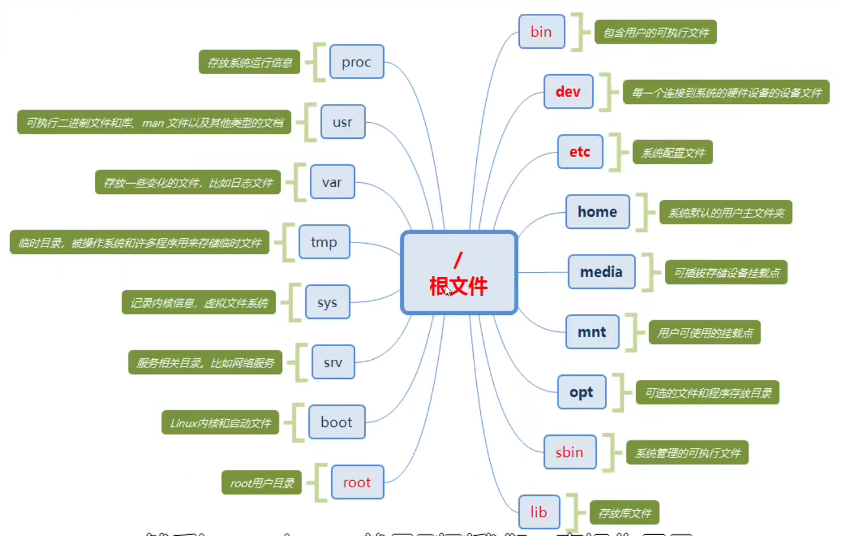 /
根文件
bin
包含用户的可执行文件
dev
每一个连接到系统的硬件设备的设备文件
etc
系统配置文件
home
系统默认的用户主文件夹
media
可插拔存储设备挂载点
mnt
用户可使用的挂载点
opt
可选的文件和程序存放目录
sbin
系统管理的可执行文件
lib
存放库文件
proc
存放系统运行信息
usr
可执行二进制文件和库、man 文件以及其他类型的文档
var
存放一些变化的文件，比如日志文件
tmp
临时目录，被操作系统和许多程序用来存储临时文件
sys
记录内核信息，虚拟文件系统
srv
服务相关目录，比如网络服务
boot
Linux内核和启动文件
root
root用户目录